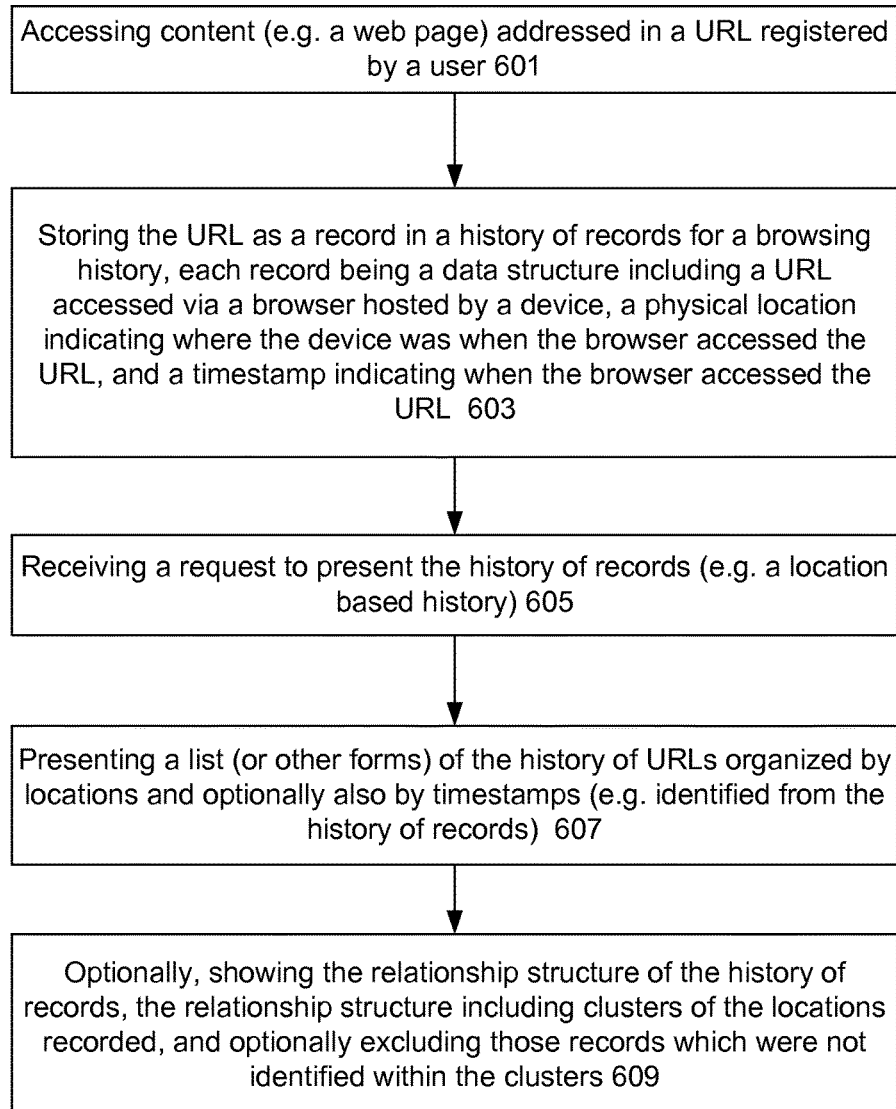 Accessing content (e.g. a web page) addressed in a URL registered
by a user 601
Storing the URL as a record in a history of records for a browsing
history, each record being a data structure including a URL
accessed via a browser hosted by a device, a physical location
indicating where the device was when the browser accessed the
URL, and a timestamp indicating when the browser accessed the
URL 603
Receiving a request to present the history of records (e.g. a location
based history) 605
Presenting a list (or other forms) of the history of URLs organized by
locations and optionally also by timestamps (e.g. identified from the
history of records) 607
Optionally, showing the relationship structure of the history of
records, the relationship structure including clusters of the locations
recorded, and optionally excluding those records which were not
identified within the clusters 609